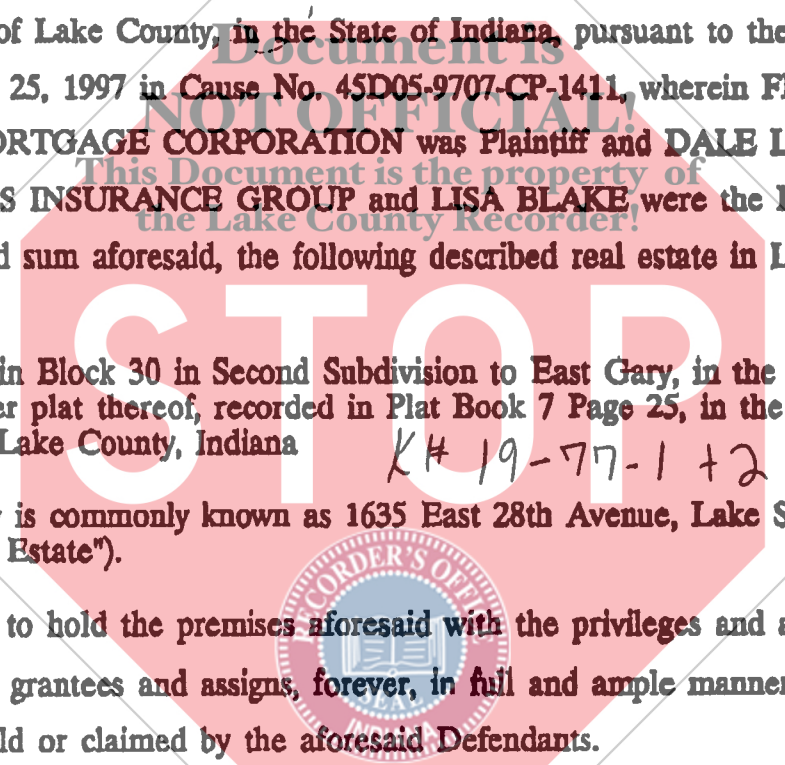 of Lake County, in the State of Indiana, pursuant to the
Document is
25, 1997 in Cause No. 45D05-9707-CP-1411, wherein
NOT OFFICIAL!
ORTGAGE CORPORATION was Plaintiff and DALE L
This Document is the property of
S INSURANCE GROUP and LISA BLAKE were the
the Lake County Recorder!
d sum aforesaid, the following described real estate in L
STOP
in Block 30 in Second Subdivision to East Gary, in the
er plat thereof, recorded in Plat Book 7 Page 25, in the
Lake County, Indiana
K# 19-77-1 +2
is commonly known as 1635 East 28th Avenue, Lake S
Estate").
RECORDER'S OFFICE
to hold the premises aforesaid with the privileges and a
grantees and assigns, forever, in full and ample manner
SEAL
INDIANA
ld or claimed by the aforesaid Defendants.